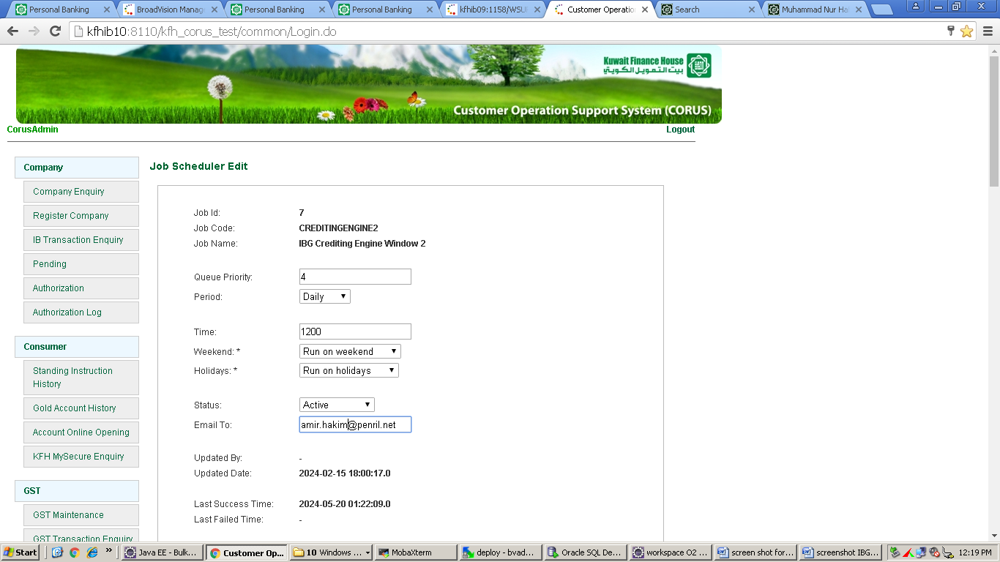 Personal Banking
BroadVision Manag
Personal Banking
Personal Banking
kfhib09:1158/WSUI
Customer Operatio
Search
Muhammad Nur Ha
kfhib10:8110/kfh_corus_test/common/Login.do
Kuwait Finance House
بيت التمويل الكويتي
Customer Operation Support System (CORUS)
CorusAdmin
Logout
Company
Company Enquiry
Register Company
IB Transaction Enquiry
Pending
Authorization
Authorization Log
Consumer
Standing Instruction
History
Gold Account History
Account Online Opening
KFH MySecure Enquiry
GST
GST Maintenance
GST Transaction Enquiry
Job Scheduler Edit
Job Id: 7
Job Code: CREDITINGENGINE2
Job Name: IBG Crediting Engine Window 2
Queue Priority: 4
Period: Daily
Time: 1200
Weekend: * Run on weekend
Holidays: * Run on holidays
Status: Active
Email To: amir.hakim@penril.net
Updated By: -
Updated Date: 2024-02-15 18:00:17.0
Last Success Time: 2024-05-20 01:22:09.0
Last Failed Time: -
Start
»
Java EE - Bulk...
Customer Op...
10 Windows ...
MobaXterm
deploy - bvad...
Oracle SQL De...
workspace O2 ...
screen shot for...
screenshot IBG...
12:19 PM